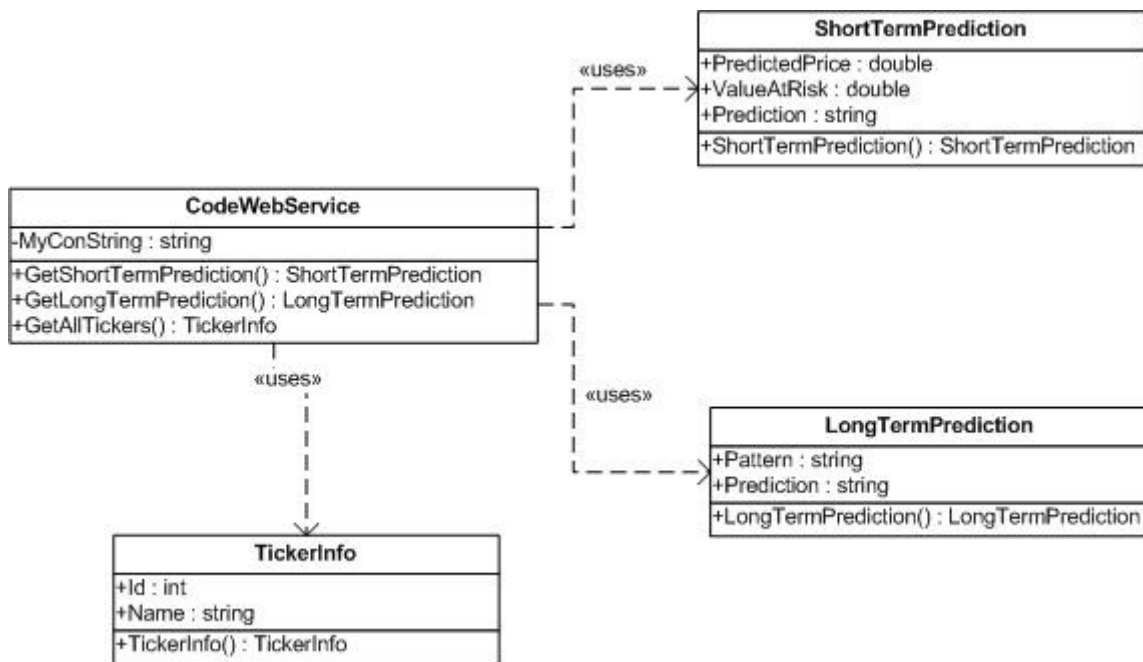 ShortTermPrediction
+PredictedPrice : double
+ValueAtRisk : double
+Prediction : string
+ShortTermPrediction() : ShortTermPrediction
«uses»
CodeWebService
-MyConString : string
+GetShortTermPrediction() : ShortTermPrediction
+GetLongTermPrediction() : LongTermPrediction
+GetAllTickers() : TickerInfo
«uses»
«uses»
LongTermPrediction
+Pattern : string
+Prediction : string
+LongTermPrediction() : LongTermPrediction
TickerInfo
+Id : int
+Name : string
+TickerInfo() : TickerInfo